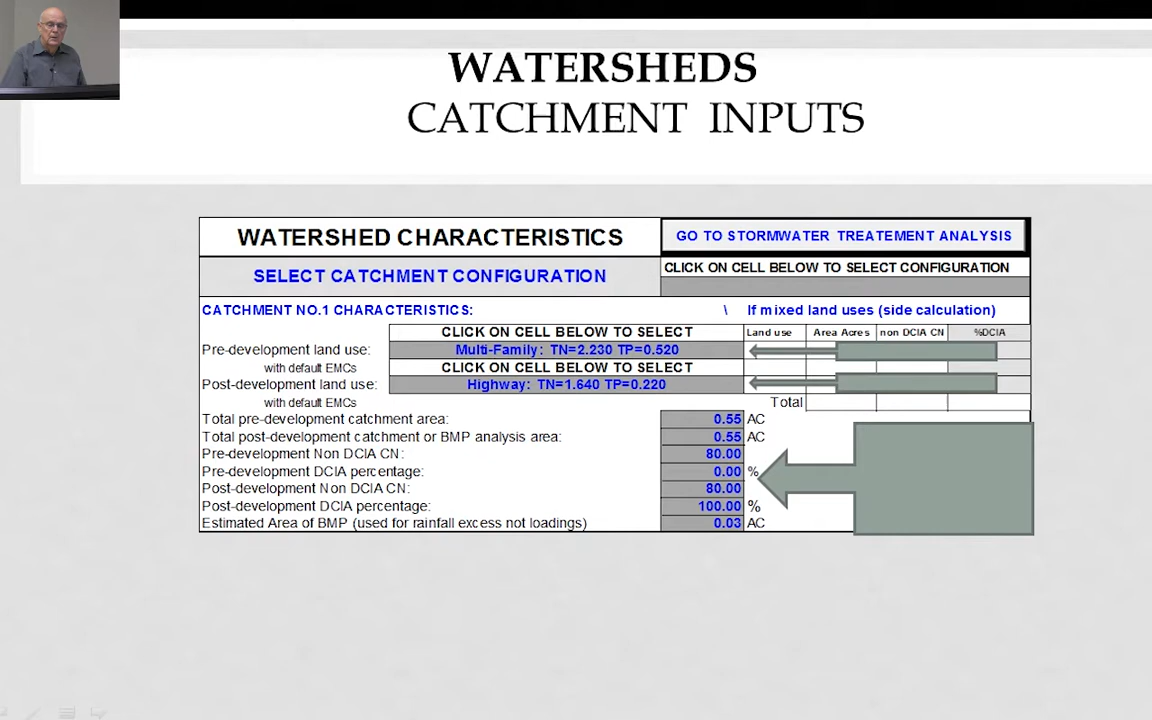 WATERSHEDS
CATCHMENT INPUTS
WATERSHED CHARACTERISTICS
GO TO STORMWATER TREATEMENT ANALYSIS
SELECT CATCHMENT CONFIGURATION
CLICK ON CELL BELOW TO SELECT CONFIGURATION
CATCHMENT NO.1 CHARACTERISTICS:
\ If mixed land uses (side calculation)
CLICK ON CELL BELOW TO SELECT
Land use Area Acres non DCIA CN %DCIA
Pre-development land use: Multi-Family: TN=2.230 TP=0.520
with default EMCs CLICK ON CELL BELOW TO SELECT
Post-development land use: Highway: TN=1.640 TP=0.220
with default EMCs Total
Total pre-development catchment area: 0.55 AC
Total post-development catchment or BMP analysis area: 0.55 AC
Pre-development Non DCIA CN: 80.00
Pre-development DCIA percentage: 0.00 %
Post-development Non DCIA CN: 80.00
Post-development DCIA percentage: 100.00 %
Estimated Area of BMP (used for rainfall excess not loadings) 0.03 AC